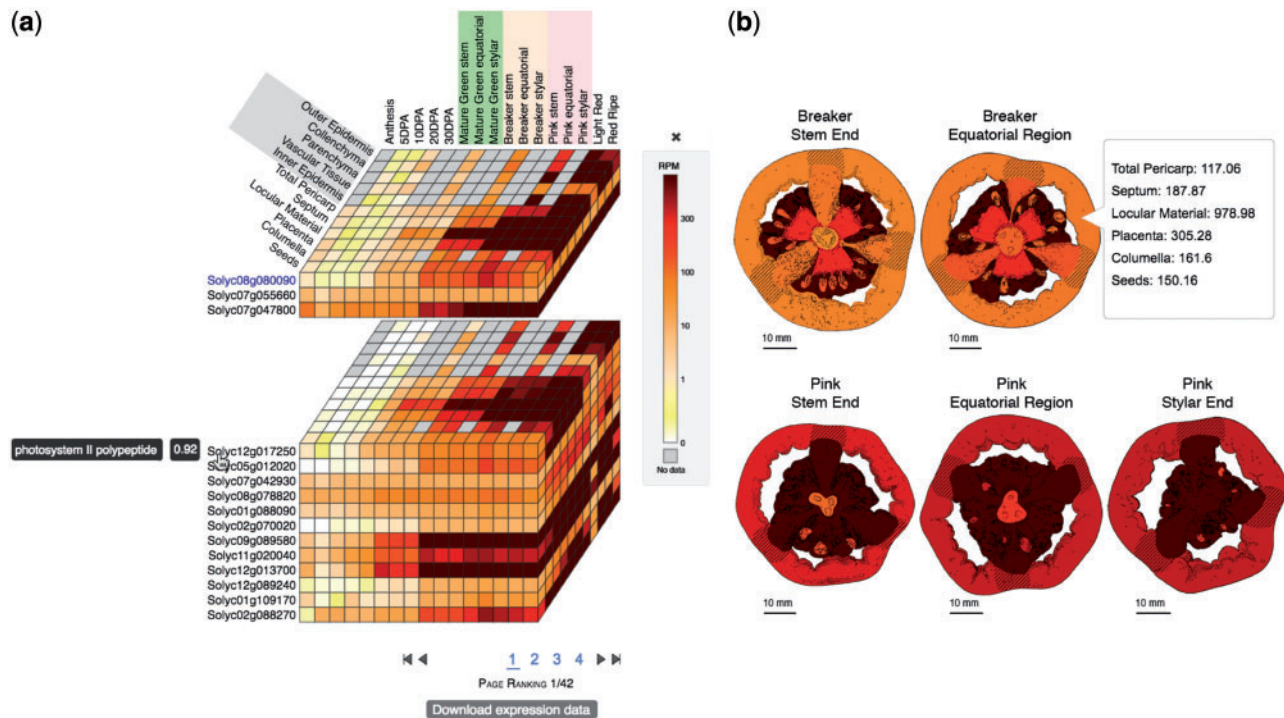 (a)
Outer Epidermis
Collenchyma
Parenchyma
Vascular Tissue
Inner Epidermis
Total Pericarp
Septum
Locular Material
Placenta
Columella
Seeds
Anthesis
5DPA
10DPA
20DPA
30DPA
Mature Green stem
Mature Green equatorial
Mature Green stylar
Breaker stem
Breaker equatorial
Breaker stylar
Pink stem
Pink equatorial
Pink stylar
Light Red
Red Ripe
Solyc08g080090
Solyc07g055660
Solyc07g047800
photosystem II polypeptide
0.92
Solyc12g017250
Solyc05g012020
Solyc07g042930
Solyc08g078820
Solyc01g088090
Solyc02g070020
Solyc09g089580
Solyc11g020040
Solyc12g013700
Solyc12g089240
Solyc01g109170
Solyc02g088270
RPM
300
100
10
1
0
No data
1 2 3 4
PAGE RANKING 1/42
Download expression data
(b)
Breaker
Stem End
10 mm
Breaker
Equatorial Region
10 mm
Total Pericarp: 117.06
Septum: 187.87
Locular Material: 978.98
Placenta: 305.28
Columella: 161.6
Seeds: 150.16
Pink
Stem End
10 mm
Pink
Equatorial Region
10 mm
Pink
Stylar End
10 mm